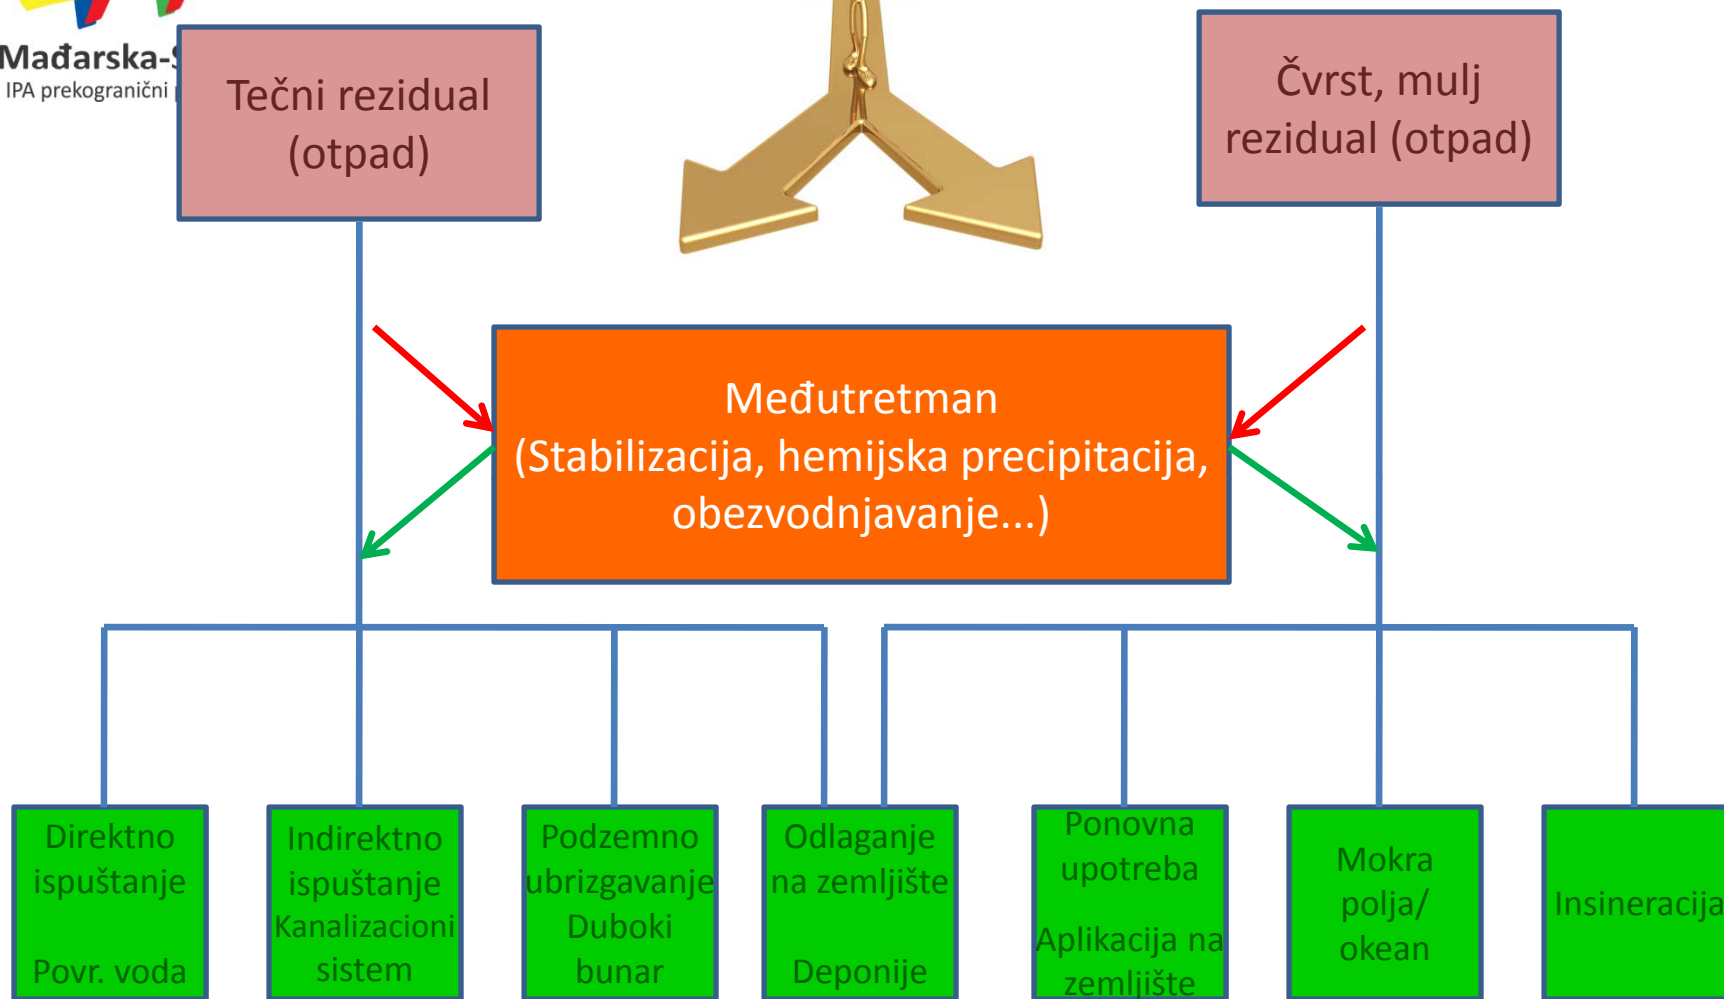 Mađarska-S
IPA prekogranični
Tečni rezidual
(otpad)
Čvrst, mulj
rezidual (otpad)
Međutretman
(Stabilizacija, hemijska precipitacija,
obezvodnjavanje...)
Direktno
ispuštanje
Povr. voda
Indirektno
ispuštanje
Kanalizacioni
sistem
Podzemno
ubrizgavanje
Duboki
bunar
Odlaganje
na zemljište
Deponije
Ponovna
upotreba
Aplikacija na
zemljište
Mokra
polja/
okean
Insineracija